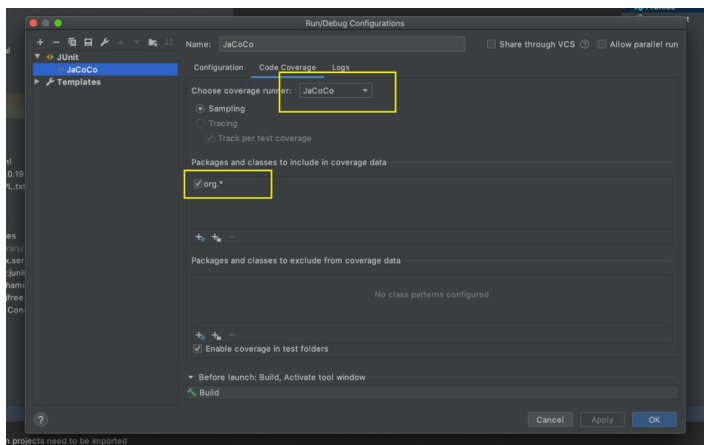 Run/Debug Configurations
Name: JaCoCo
Share through VCS
Allow parallel run
JUnit
JaCoCo
Templates
Configuration Code Coverage Logs
Choose coverage runner: JaCoCo
Sampling
Tracing
Track per test coverage
Packages and classes to include in coverage data
org.*
Packages and classes to exclude from coverage data
No class patterns configured
Enable coverage in test folders
Before launch: Build, Activate tool window
Build
? Cancel Apply OK
n projects need to be imported